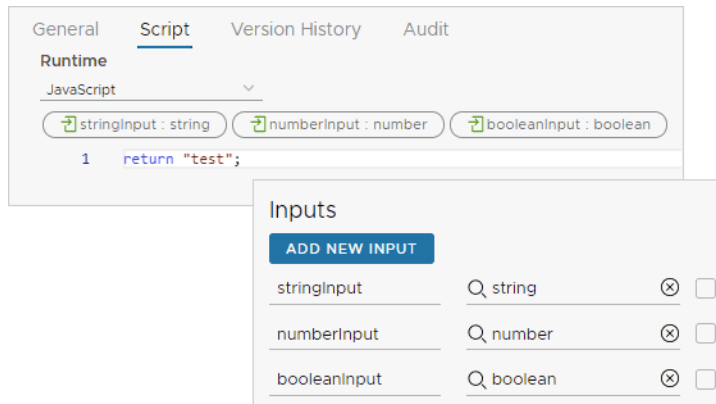 General Script Version History Audit
Runtime
JavaScript
stringInput : string numberInput : number booleanInput : boolean
1 return "test";
Inputs
ADD NEW INPUT
stringInput string
numberInput number
booleanInput boolean